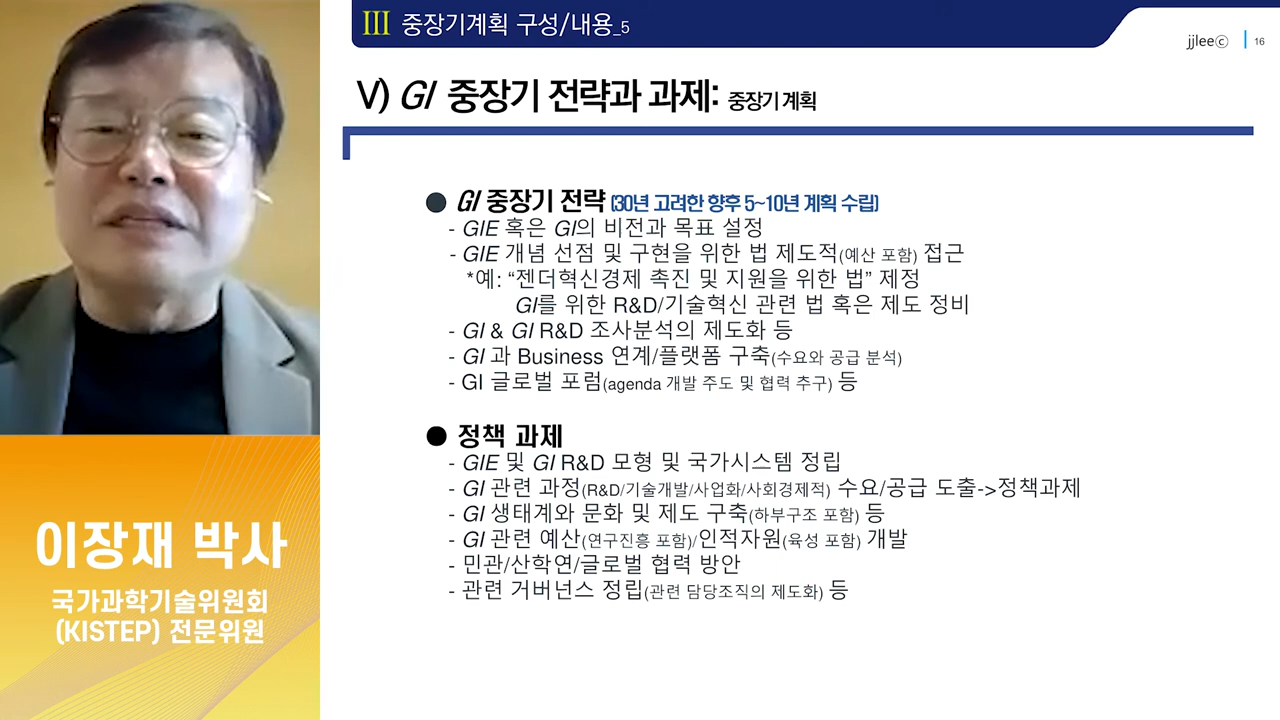 III 중장기계획 구성/내용_5
jjleeⓒ
16
V) GI 중장기 전략과 과제: 중장기 계획
● GI 중장기 전략 (30년 고려한 향후 5~10년 계획 수립)
- GIE 혹은 GI의 비전과 목표 설정
- GIE 개념 선점 및 구현을 위한 법 제도적(예산 포함) 접근
*예: “젠더혁신경제 촉진 및 지원을 위한 법” 제정
GI를 위한 R&D/기술혁신 관련 법 혹은 제도 정비
- GI & GI R&D 조사분석의 제도화 등
- GI 과 Business 연계/플랫폼 구축(수요와 공급 분석)
- GI 글로벌 포럼(agenda 개발 주도 및 협력 추구) 등
● 정책 과제
- GIE 및 GI R&D 모형 및 국가시스템 정립
- GI 관련 과정(R&D/기술개발/사업화/사회경제적) 수요/공급 도출->정책과제
- GI 생태계와 문화 및 제도 구축(하부구조 포함) 등
- GI 관련 예산(연구진흥 포함)/인적자원(육성 포함) 개발
- 민관/산학연/글로벌 협력 방안
- 관련 거버넌스 정립(관련 담당조직의 제도화) 등
이장재 박사
국가과학기술위원회
(KISTEP) 전문위원